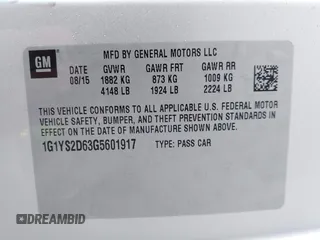 GM
MFD BY GENERAL MOTORS LLC
DATE GVWR GAWR FRT GAWR RR
08/15 1882 KG 873 KG 1009 KG
4148 LB 1924 LB 2224 LB
THIS VEHICLE CONFORMS TO ALL APPLICABLE U.S. FEDERAL MOTOR
VEHICLE SAFETY, BUMPER, AND THEFT PREVENTION STANDARDS IN
EFFECT ON THE DATE OF MANUFACTURE SHOWN ABOVE.
1G1YS2D63G5601917 TYPE: PASS CAR
1GREATBID iDrivesafely